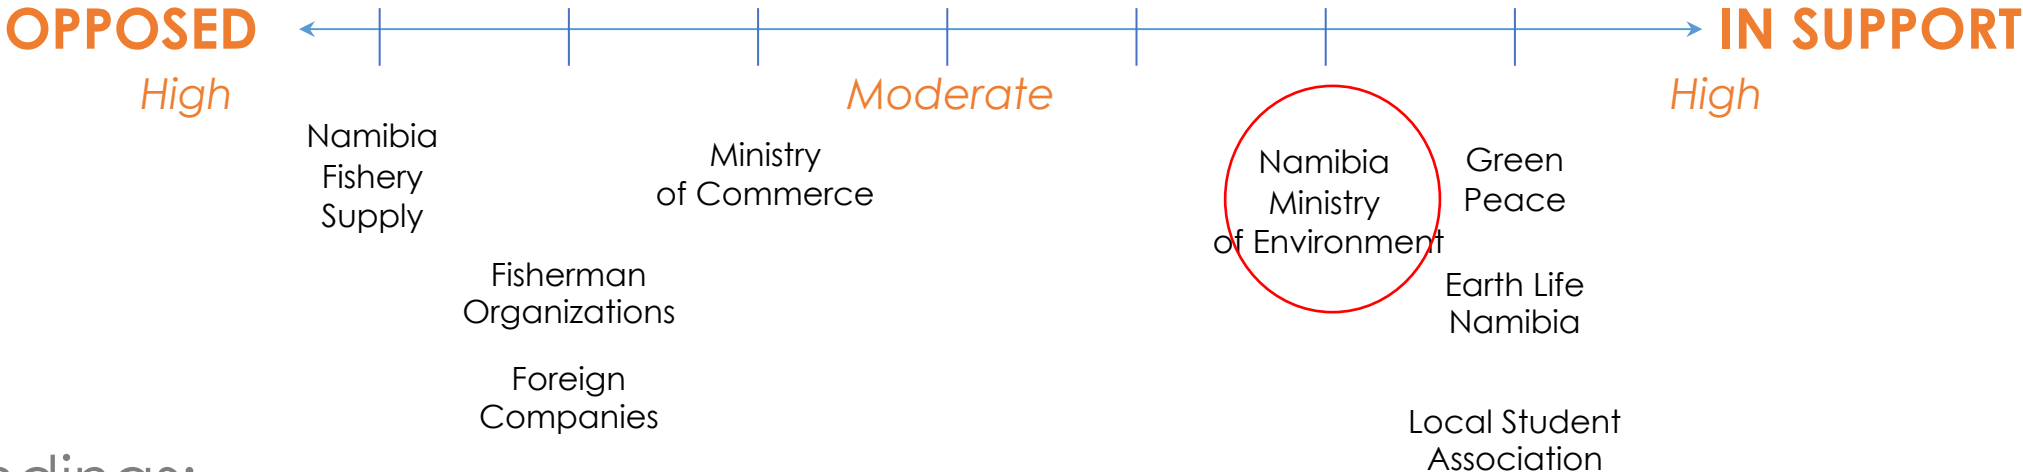 OPPOSED
IN SUPPORT
High
Moderate
High
Namibia
Fishery
Supply
Ministry
of Commerce
Namibia
Ministry
of Environment
Green
Peace
Fisherman
Organizations
Earth Life
Namibia
Foreign
Companies
Local Student
Association